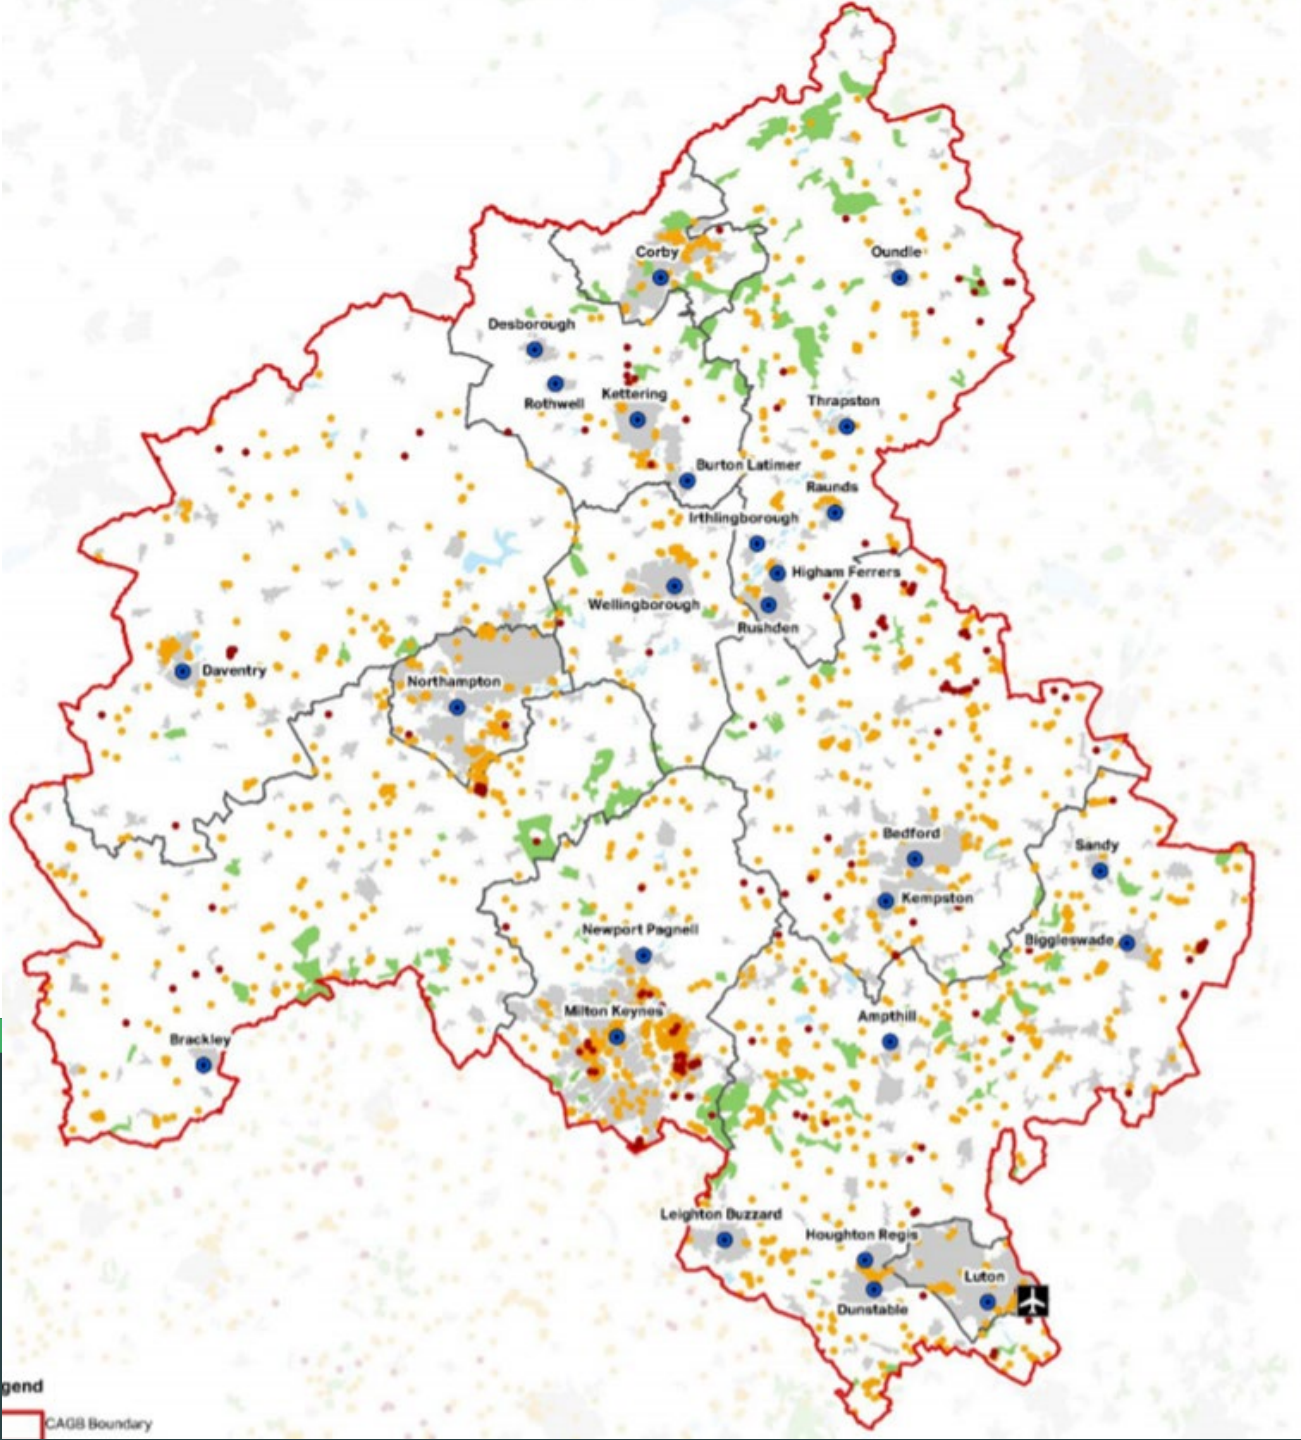 Corby
Oundle
Desborough
Rothwell
Kettering
Thrapston
Burton Latimer
Raunds
Irthlingborough
Higham Ferrers
Wellingborough
Rushden
Daventry
Northampton
Bedford
Sandy
Kempston
Newport Pagnell
Biggleswade
Milton Keynes
Ampthill
Brackley
Leighton Buzzard
Houghton Regis
Luton
Dunstable
gend
CAGB Boundary